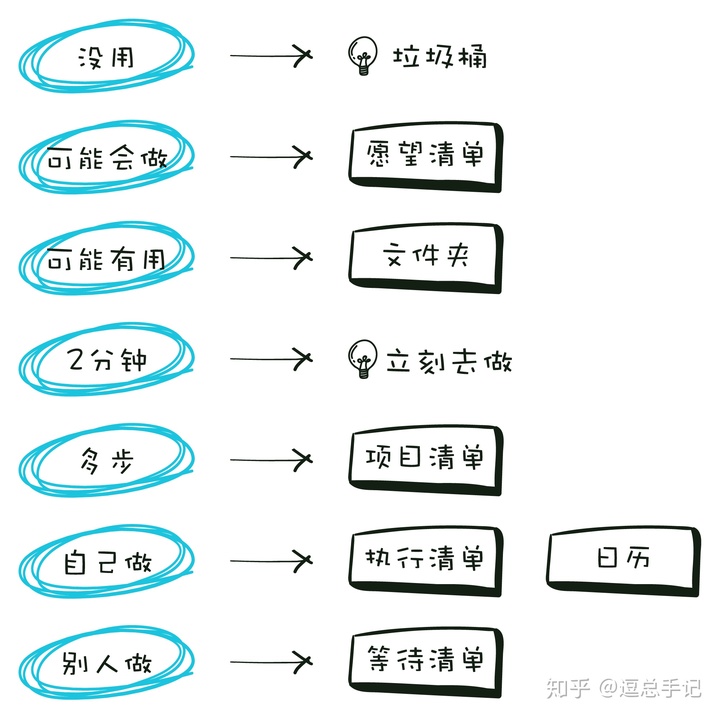 没用 垃圾桶
可能会做 愿望清单
可能有用 文件夹
2分钟 立刻去做
多步 项目清单
自己做 执行清单 日历
别人做 等待清单
知乎 @逗总手记